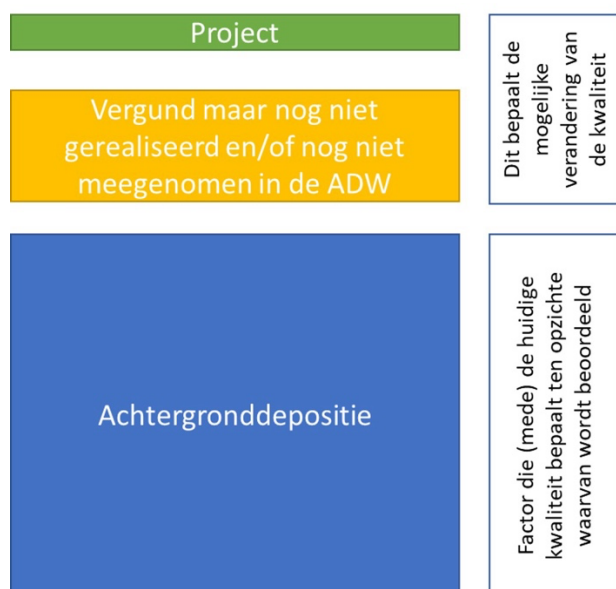 Project
Dit bepaalt de
mogelijke
verandering van
de kwaliteit
Vergund maar nog niet
gerealiseerd en/of nog niet
meegenomen in de ADW
Achtergronddepositie
Factor die (mede) de huidige
kwaliteit bepaalt ten opzichte
waarvan wordt beoordeeld